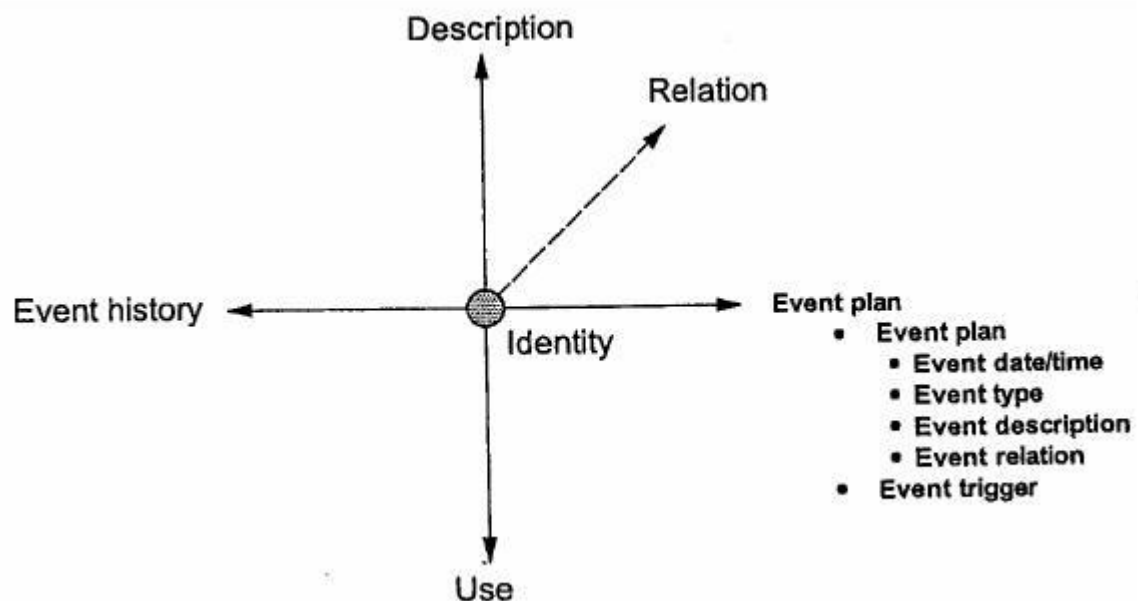 Description
Relation
Event history
Identity
Event plan
• Event plan
• Event date/time
• Event type
• Event description
• Event relation
• Event trigger
Use